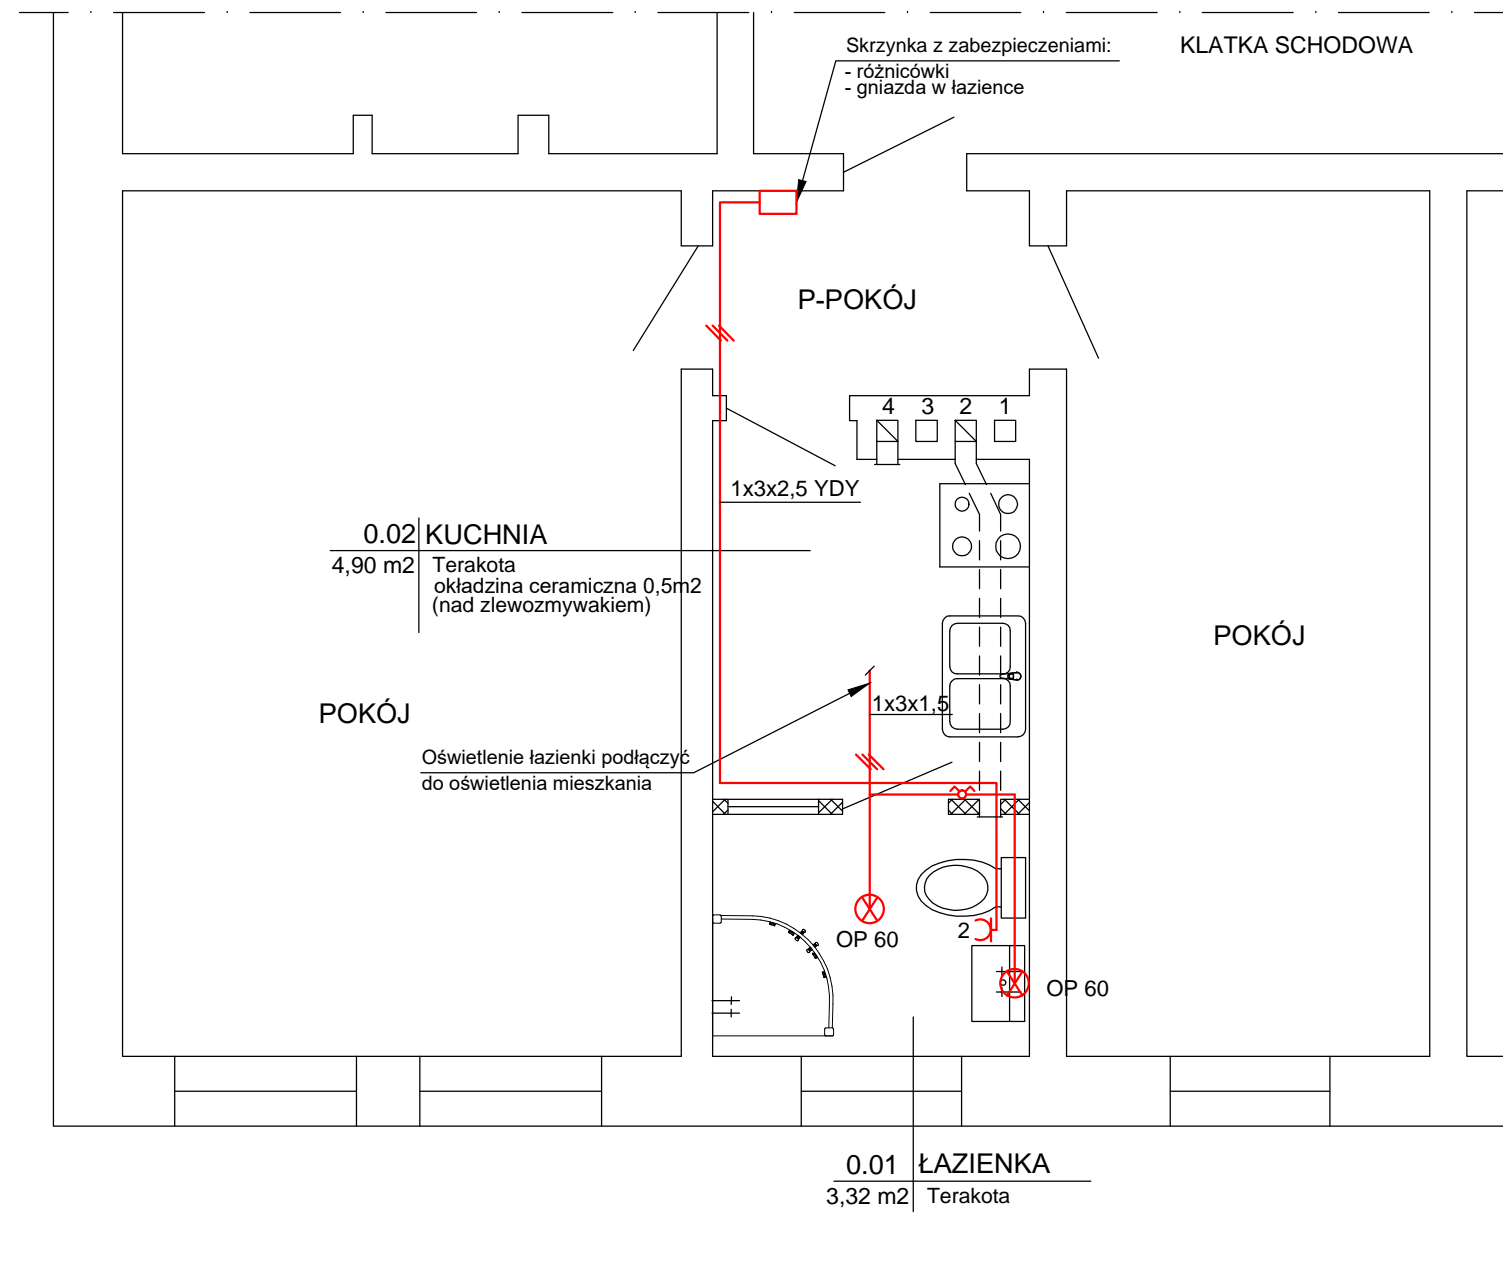 Skrzynka z zabezpieczeniami:
- różnicówki
- gniazda w łazience
KLATKA SCHODOWA
P-POKÓJ
4 3 2 1
1x3x2,5 YDY
0.02 KUCHNIA
4,90 m2 Terakota
okładzina ceramiczna 0,5m2
(nad zlewozmywakiem)
POKÓJ
POKÓJ
1x3x1,5
Oświetlenie łazienki podłączyć
do oświetlenia mieszkania
2
OP 60
OP 60
0.01 ŁAZIENKA
3,32 m2 Terakota